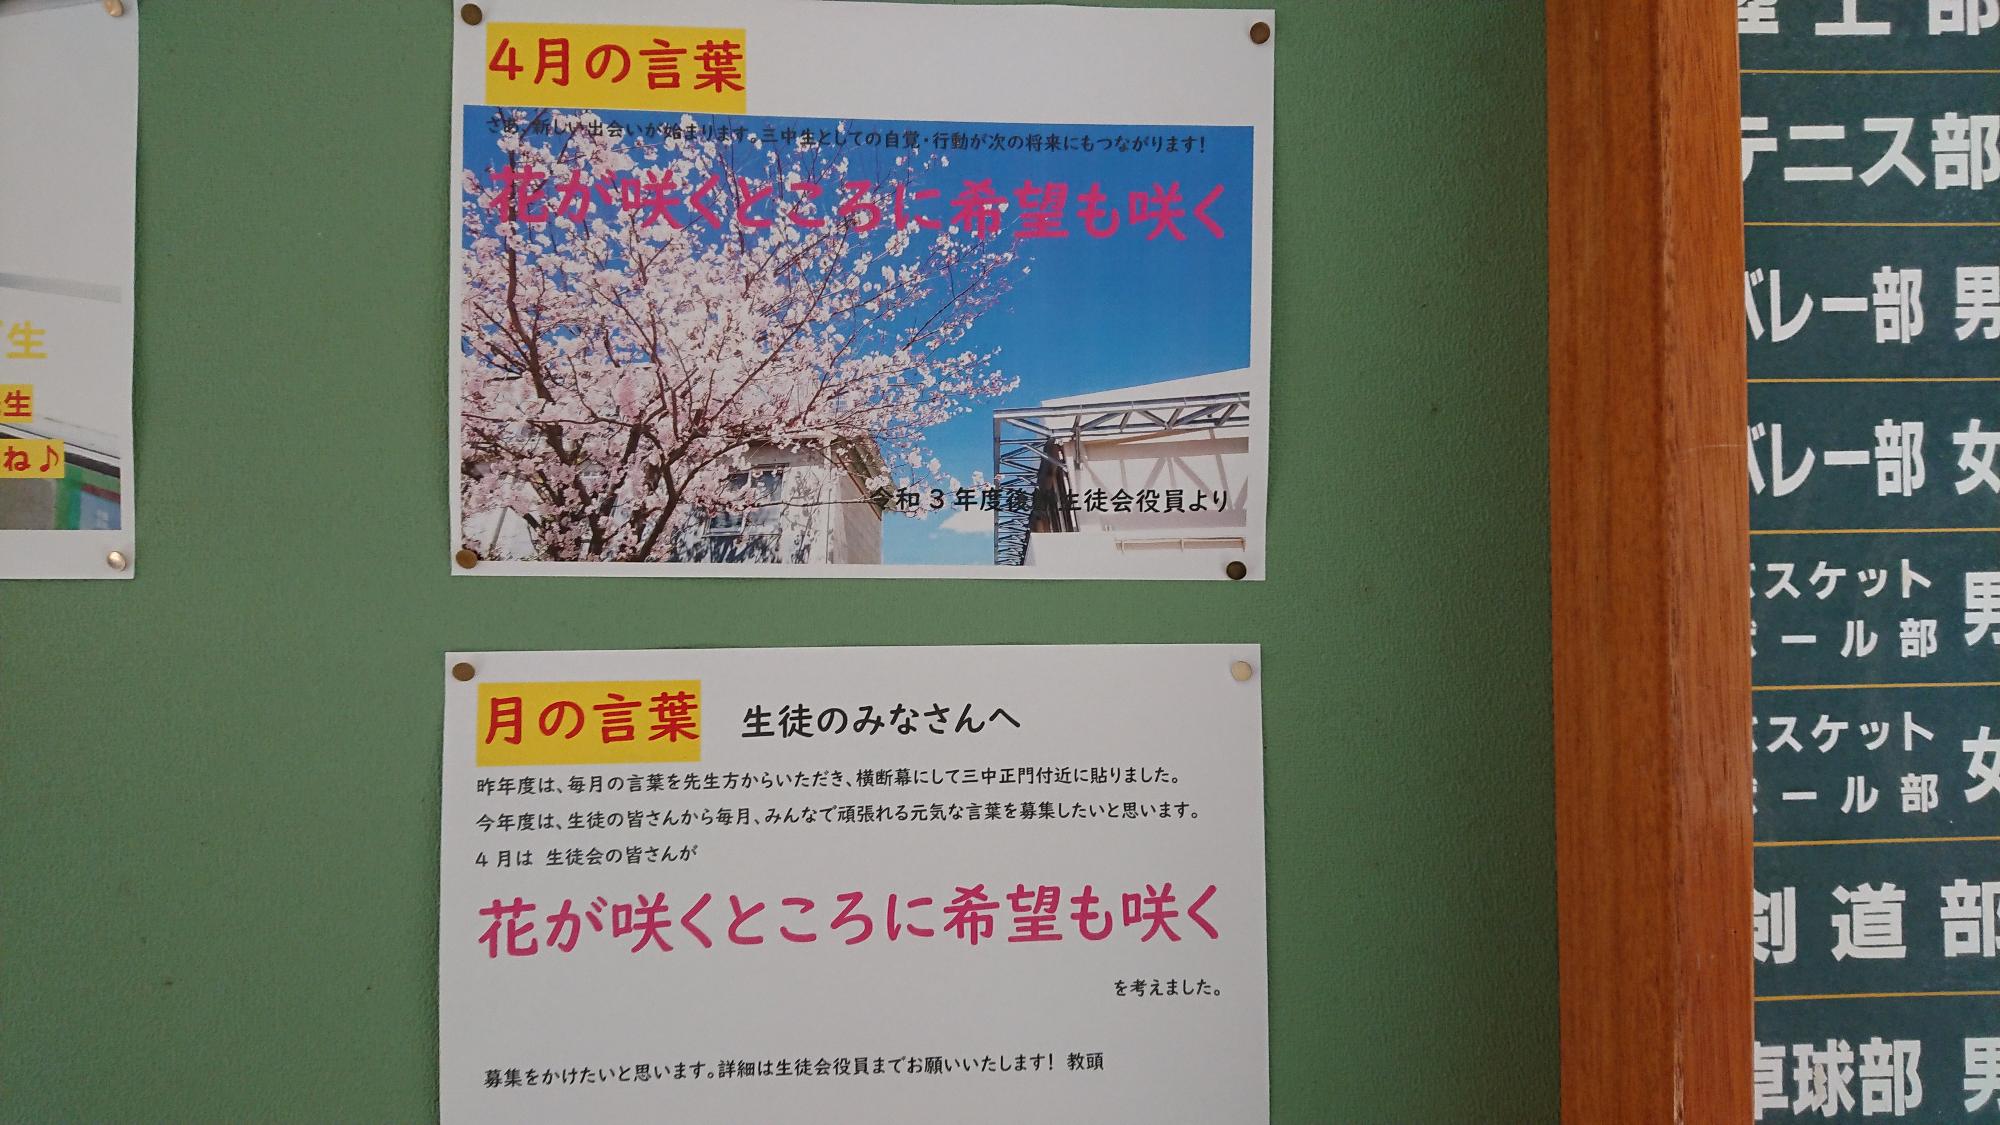 生
生
ね♪
4月の言葉
さあ、新しい出会いが始まります。三中生としての自覚・行動が次の将来にもつながります!
花が咲くところに希望も咲く
令和3年度後期生徒会役員より
月の言葉 生徒のみなさんへ
昨年度は、毎月の言葉を先生方からいただき、横断幕にして三中正門付近に貼りました。
今年度は、生徒の皆さんから毎月、みんなで頑張れる元気な言葉を募集したいと思います。
4月は 生徒会の皆さんが
花が咲くところに希望も咲く
を考えました。
募集をかけたいと思います。詳細は生徒会役員までお願いいたします! 教頭
陸上部
テニス部
バレー部 男
バレー部 女
バスケット
ボール部 男
バスケット
ボール部 女
剣道部
卓球部 男